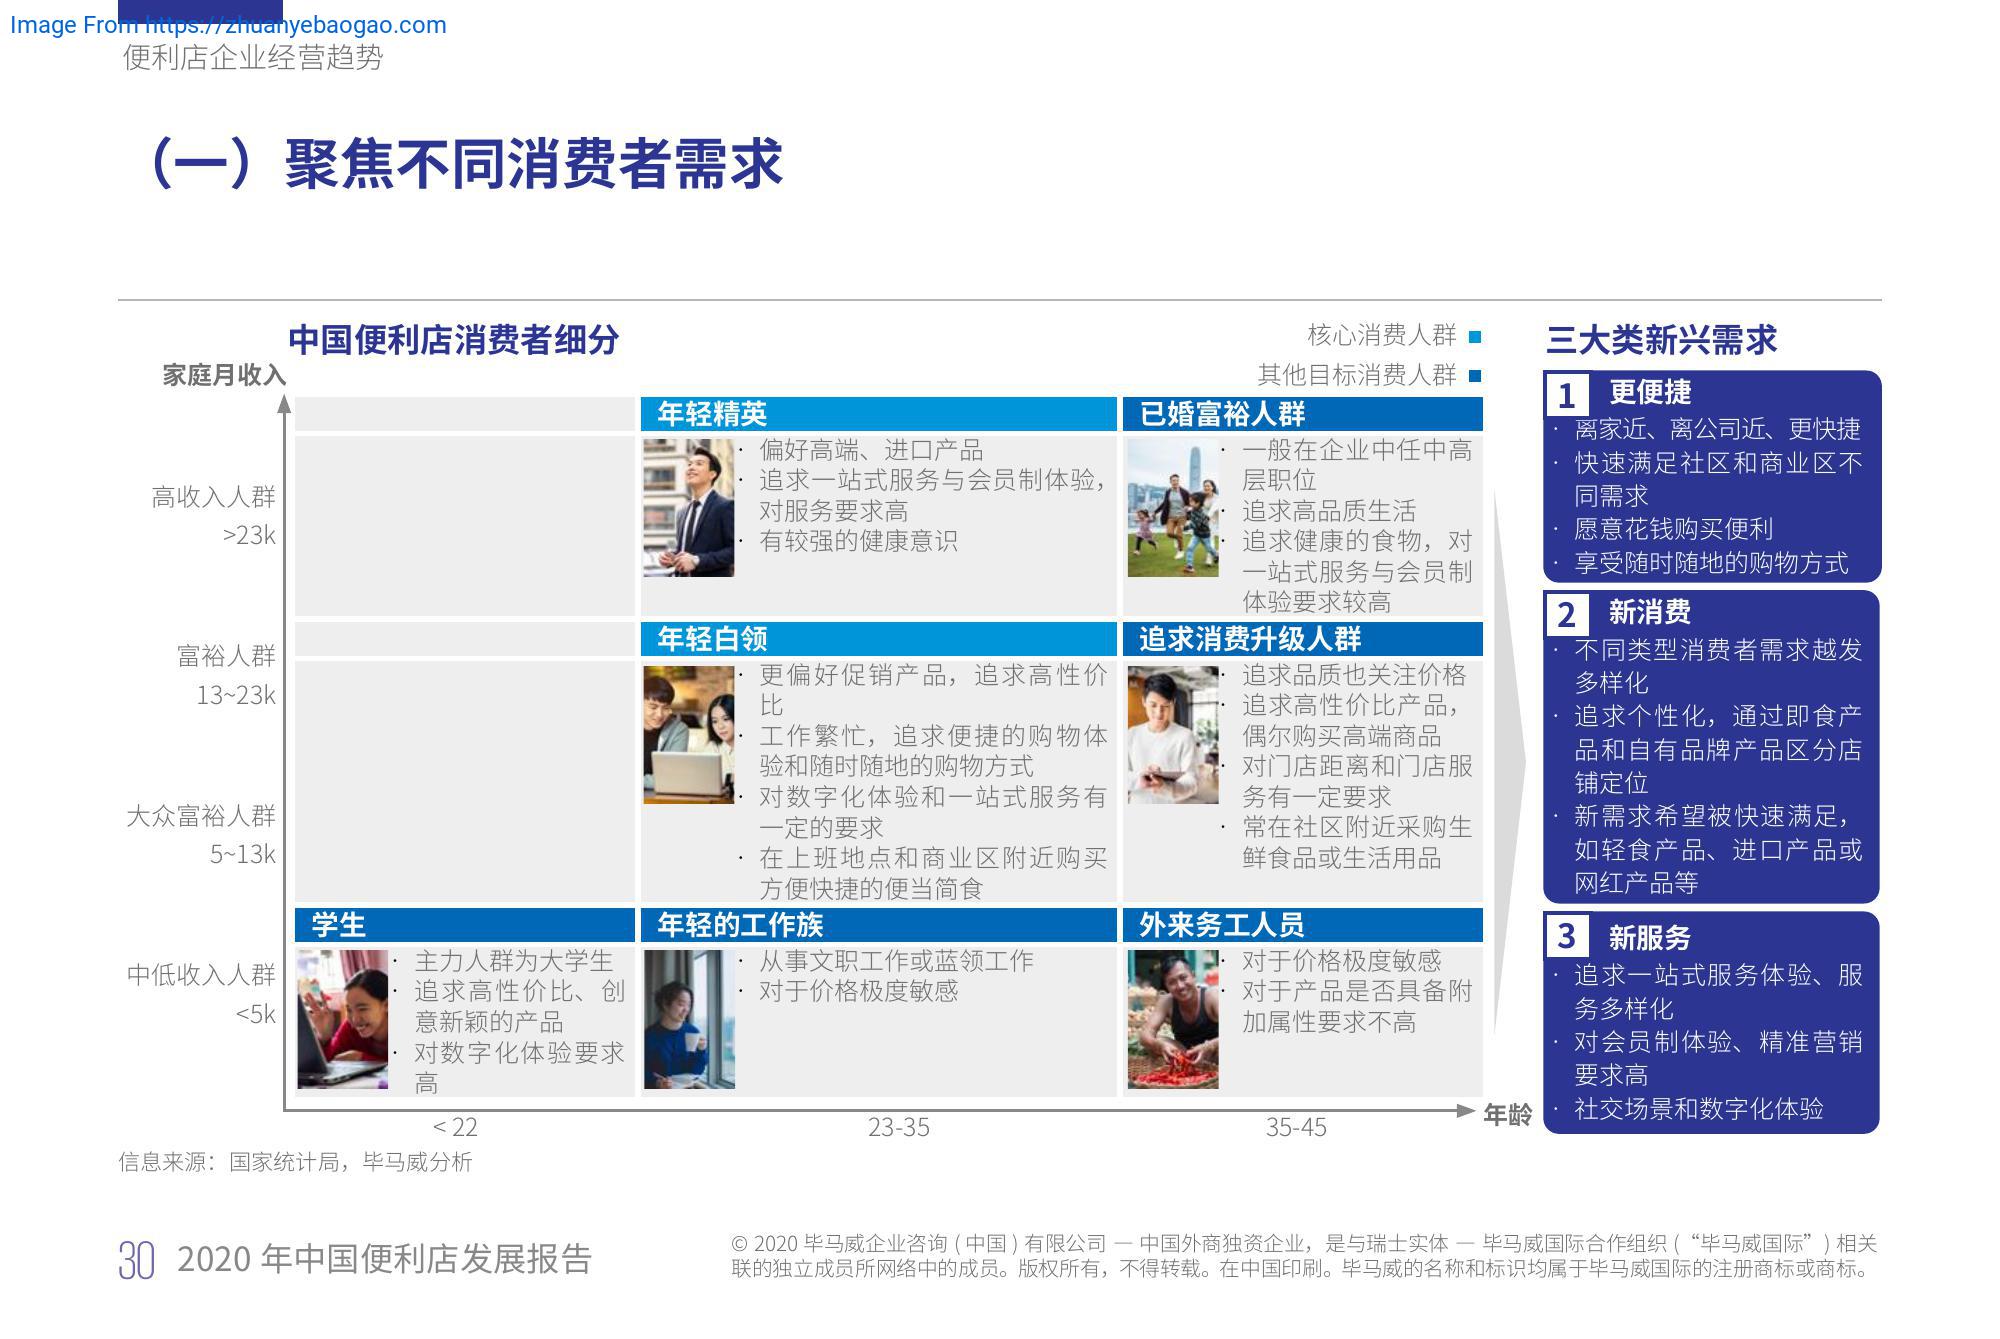 Image From https://zhuanyebaogao.com
便利店企业经营趋势
（一）聚焦不同消费者需求
中国便利店消费者细分
核心消费人群
其他目标消费人群
家庭月收入
高收入人群
>23k
富裕人群
13~23k
大众富裕人群
5~13k
中低收入人群
<5k
年轻精英
· 偏好高端、进口产品
· 追求一站式服务与会员制体验，
对服务要求高
· 有较强的健康意识
已婚富裕人群
· 一般在企业中任中高
层职位
· 追求高品质生活
· 追求健康的食物，对
一站式服务与会员制
体验要求较高
年轻白领
· 更偏好促销产品，追求高性价
比
· 工作繁忙，追求便捷的购物体
验和随时随地的购物方式
· 对数字化体验和一站式服务有
一定的要求
· 在上班地点和商业区附近购买
方便快捷的便当简食
追求消费升级人群
· 追求品质也关注价格
· 追求高性价比产品，
偶尔购买高端商品
· 对门店距离和门店服
务有一定要求
· 常在社区附近采购生
鲜食品或生活用品
学生
· 主力人群为大学生
· 追求高性价比、创
意新颖的产品
· 对数字化体验要求
高
年轻的工作族
· 从事文职工作或蓝领工作
· 对于价格极度敏感
外来务工人员
· 对于价格极度敏感
· 对于产品是否具备附
加属性要求不高
< 22
23-35
35-45
年龄
三大类新兴需求
1 更便捷
· 离家近、离公司近、更快捷
· 快速满足社区和商业区不
同需求
· 愿意花钱购买便利
· 享受随时随地的购物方式
2 新消费
· 不同类型消费者需求越发
多样化
· 追求个性化，通过即食产
品和自有品牌产品区分店
铺定位
· 新需求希望被快速满足，
如轻食产品、进口产品或
网红产品等
3 新服务
· 追求一站式服务体验、服
务多样化
· 对会员制体验、精准营销
要求高
· 社交场景和数字化体验
信息来源：国家统计局，毕马威分析
30 2020 年中国便利店发展报告
© 2020 毕马威企业咨询 ( 中国 ) 有限公司 — 中国外商独资企业，是与瑞士实体 — 毕马威国际合作组织 (“毕马威国际”) 相关
联的独立成员所网络中的成员。版权所有，不得转载。在中国印刷。毕马威的名称和标识均属于毕马威国际的注册商标或商标。